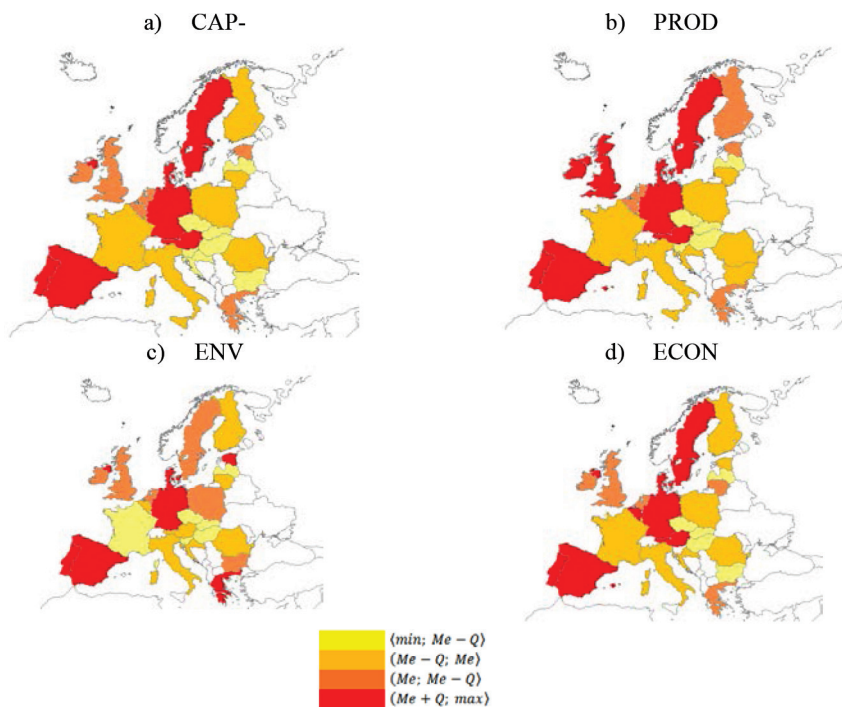 a) CAP-
b) PROD
c) ENV
d) ECON
⟨min; Me − Q⟩
(Me − Q; Me⟩
(Me; Me − Q⟩
(Me + Q; max⟩